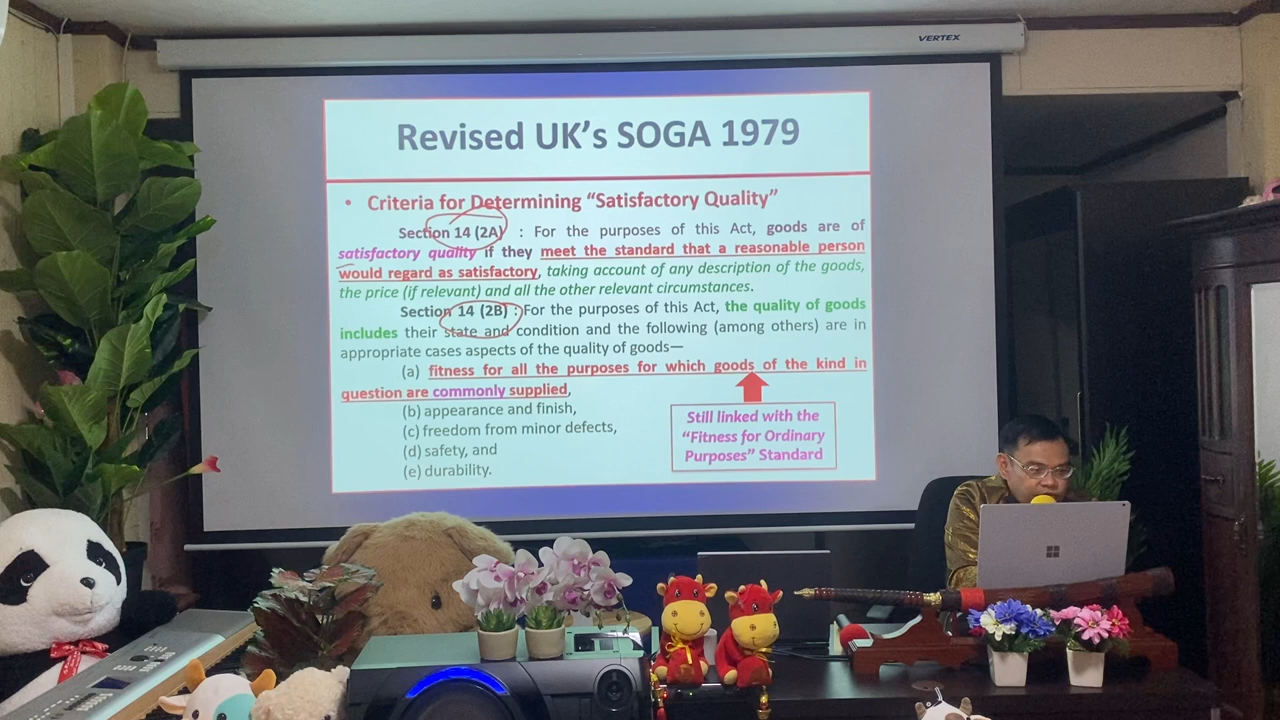 VERTEX
Revised UK's SOGA 1979
• Criteria for Determining "Satisfactory Quality"
Section 14 (2A) : For the purposes of this Act, goods are of
satisfactory quality if they meet the standard that a reasonable person
would regard as satisfactory, taking account of any description of the goods,
the price (if relevant) and all the other relevant circumstances.
Section 14 (2B) : For the purposes of this Act, the quality of goods
includes their state and condition and the following (among others) are in
appropriate cases aspects of the quality of goods—
(a) fitness for all the purposes for which goods of the kind in
question are commonly supplied,
(b) appearance and finish,
(c) freedom from minor defects,
(d) safety, and
(e) durability.
Still linked with the
"Fitness for Ordinary
Purposes" Standard